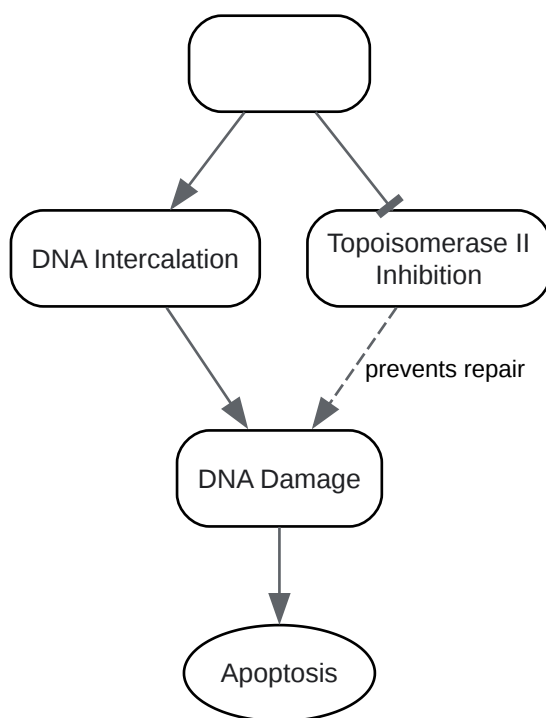 DNA Intercalation
Topoisomerase II
Inhibition
prevents repair
DNA Damage
Apoptosis